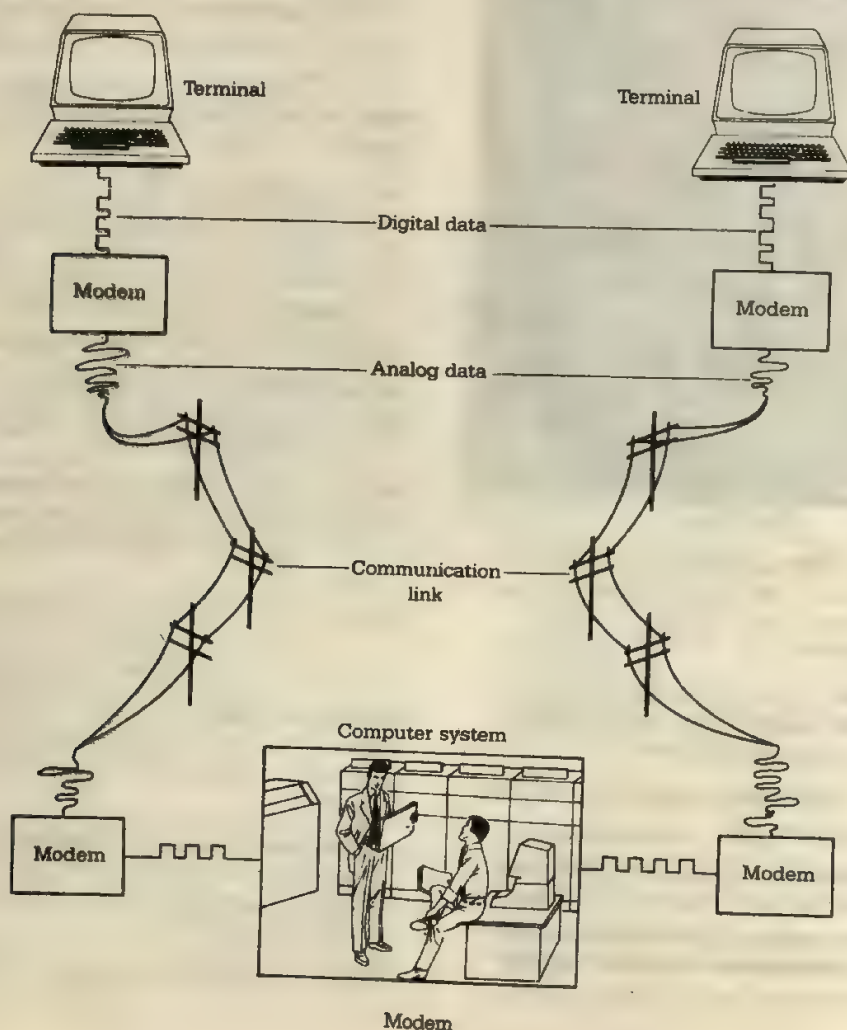 Terminal
Terminal
Digital data
Modem
Modem
Analog data
Communication
link
Computer system
Modem
Modem
Modem